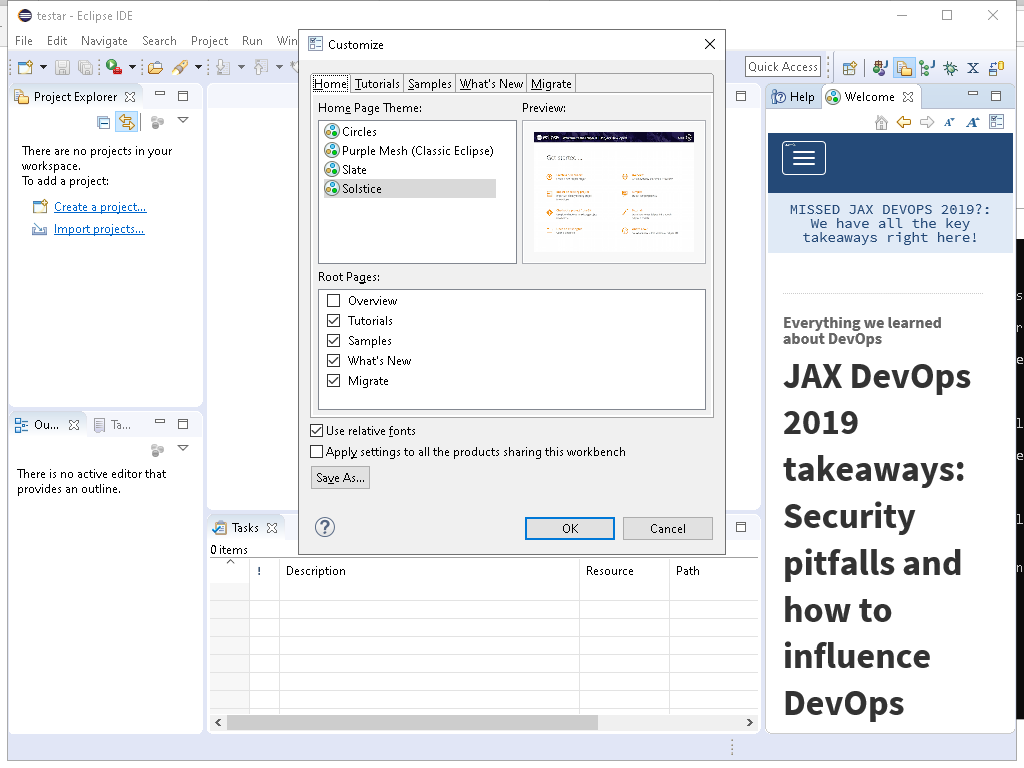 testar - Eclipse IDE
File Edit Navigate Search Project Run Win
Quick Access
Project Explorer
There are no projects in your
workspace.
To add a project:
Create a project...
Import projects...
Ou... Ta...
There is no active editor that
provides an outline.
Customize
Home Tutorials Samples What's New Migrate
Home Page Theme:
Circles
Purple Mesh (Classic Eclipse)
Slate
Solstice
Preview:
Get started...
Root Pages:
Overview
Tutorials
Samples
What's New
Migrate
Use relative fonts
Apply settings to all the products sharing this workbench
Save As...
OK Cancel
Tasks
0 items
! Description Resource Path
Help Welcome
MISSED JAX DEVOPS 2019?:
We have all the key
takeaways right here!
Everything we learned
about DevOps
JAX DevOps
2019
takeaways:
Security
pitfalls and
how to
influence
DevOps